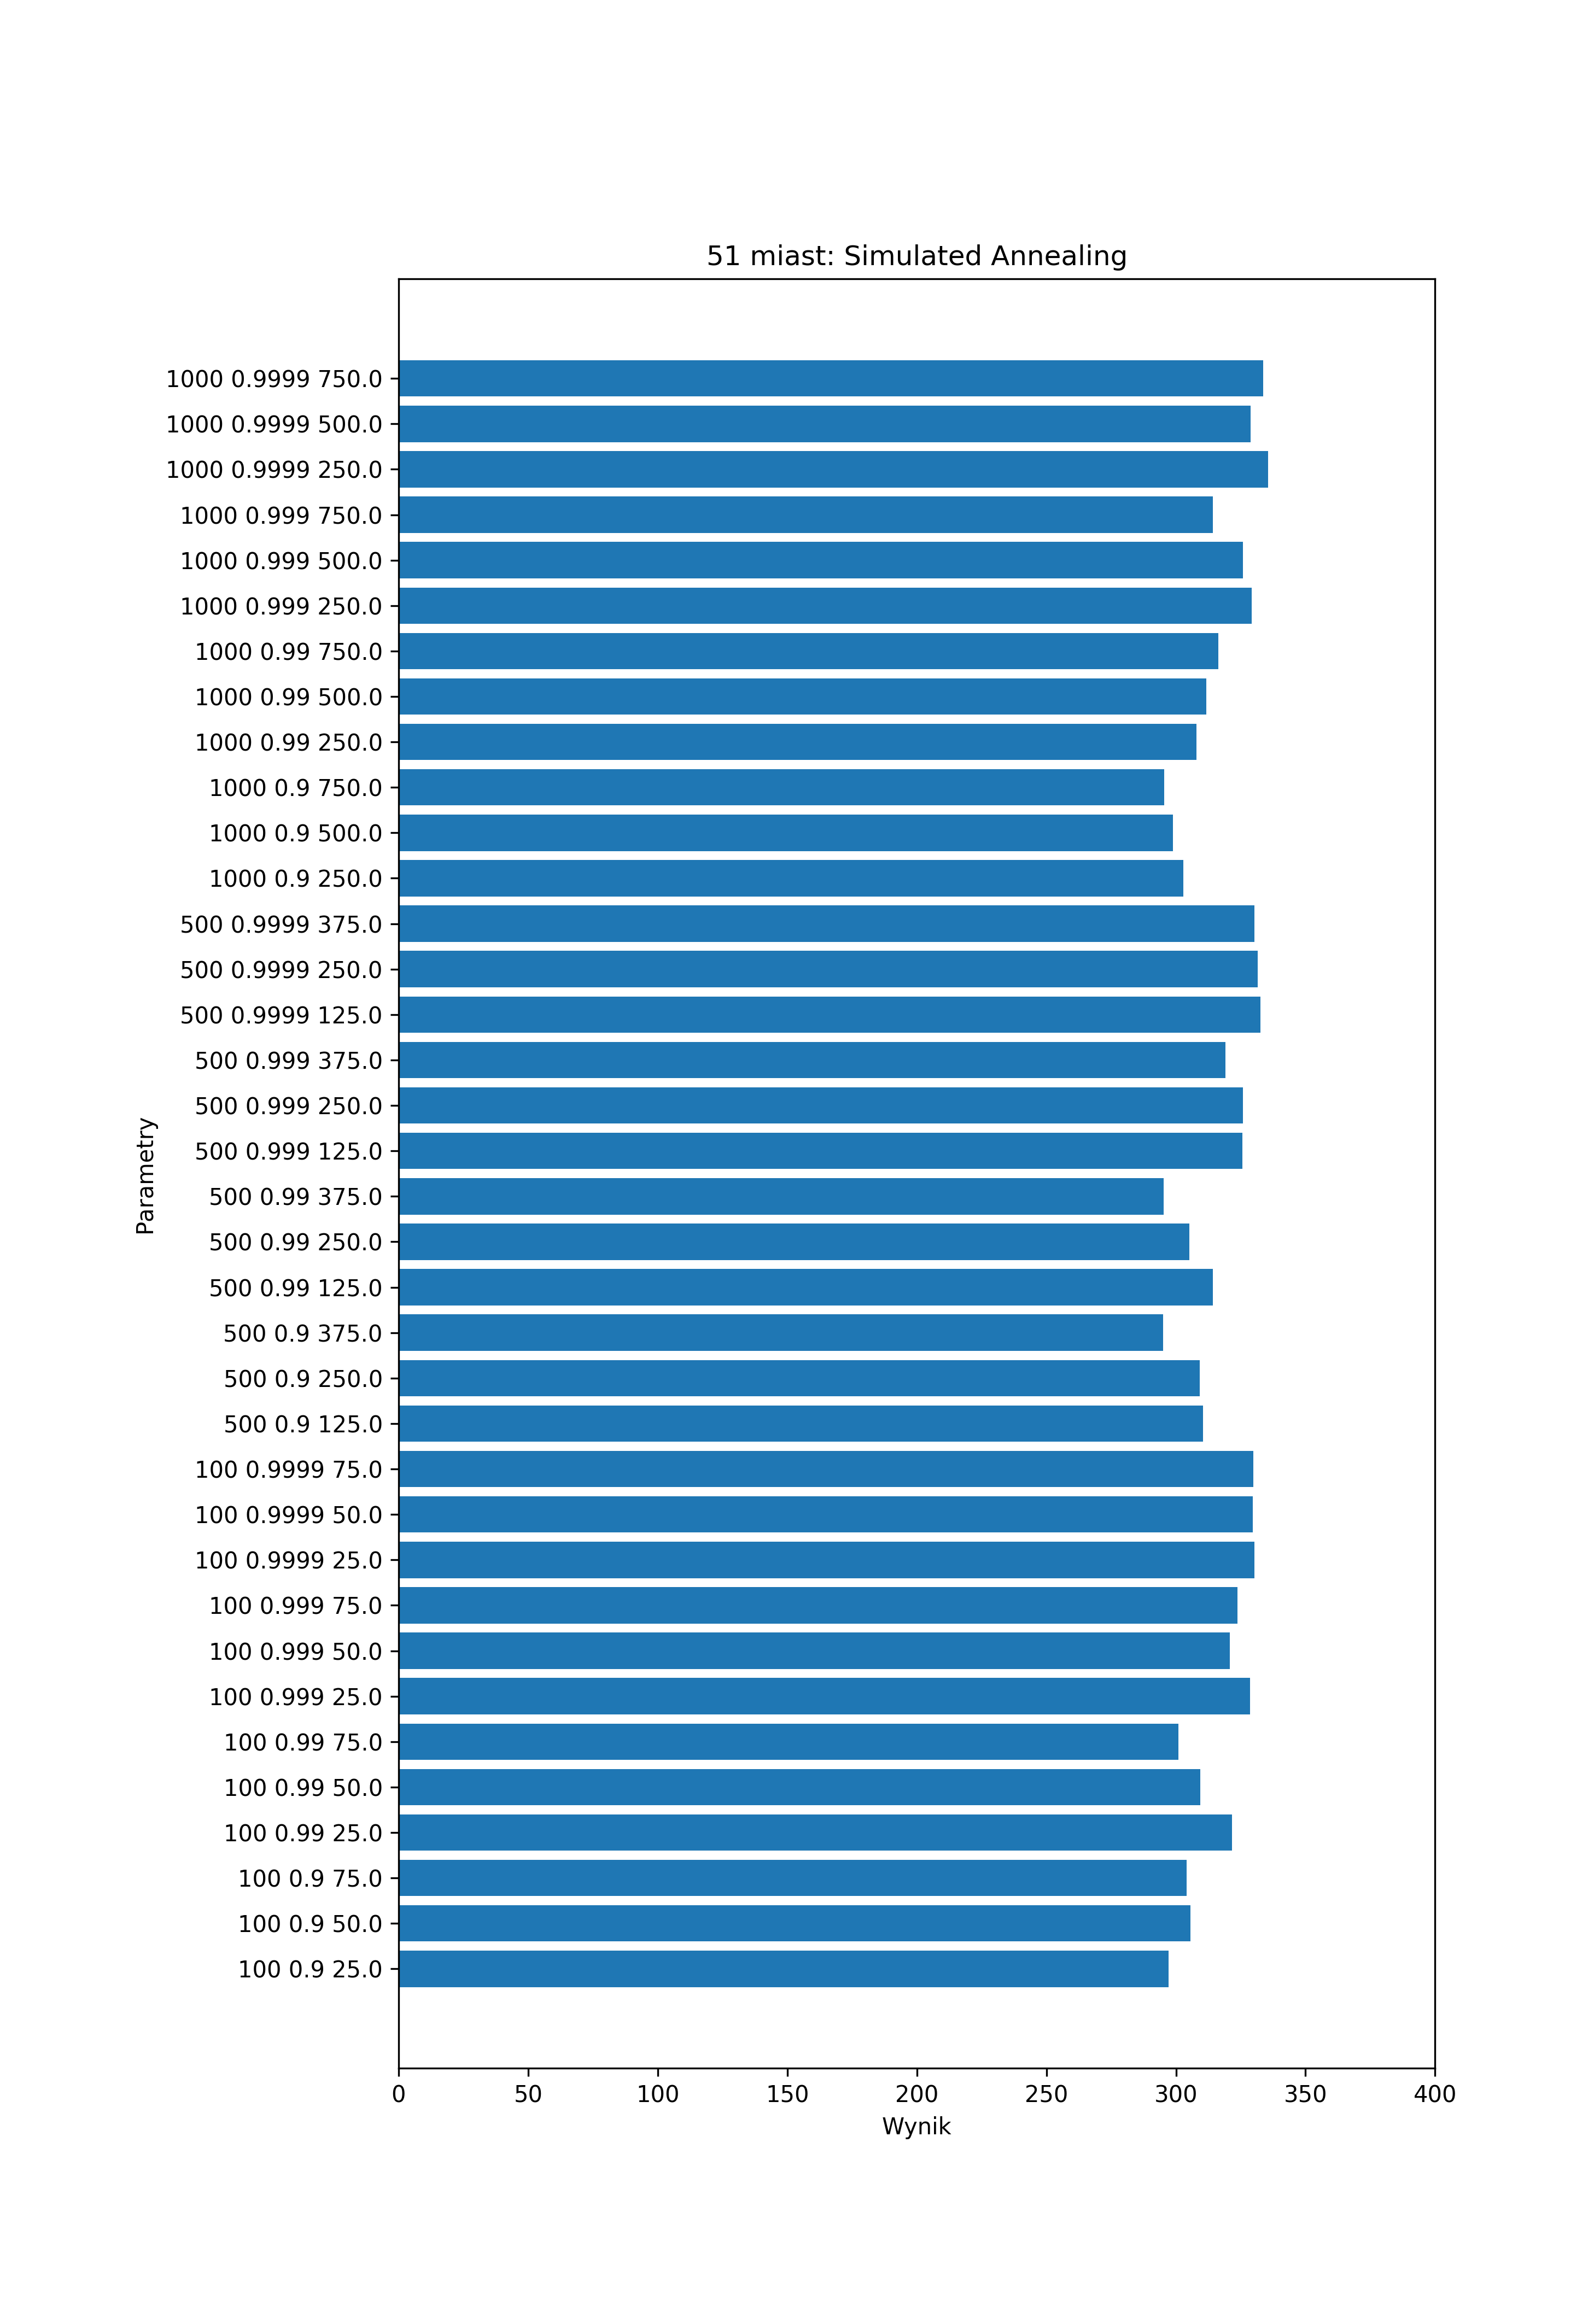 51 miast: Simulated Annealing
1000 0.9999 750.0
1000 0.9999 500.0
1000 0.9999 250.0
1000 0.999 750.0
1000 0.999 500.0
1000 0.999 250.0
1000 0.99 750.0
1000 0.99 500.0
1000 0.99 250.0
1000 0.9 750.0
1000 0.9 500.0
1000 0.9 250.0
500 0.9999 375.0
500 0.9999 250.0
500 0.9999 125.0
500 0.999 375.0
500 0.999 250.0
500 0.999 125.0
500 0.99 375.0
500 0.99 250.0
500 0.99 125.0
500 0.9 375.0
500 0.9 250.0
500 0.9 125.0
100 0.9999 75.0
100 0.9999 50.0
100 0.9999 25.0
100 0.999 75.0
100 0.999 50.0
100 0.999 25.0
100 0.99 75.0
100 0.99 50.0
100 0.99 25.0
100 0.9 75.0
100 0.9 50.0
100 0.9 25.0
Parametry
0 50 100 150 200 250 300 350 400
Wynik